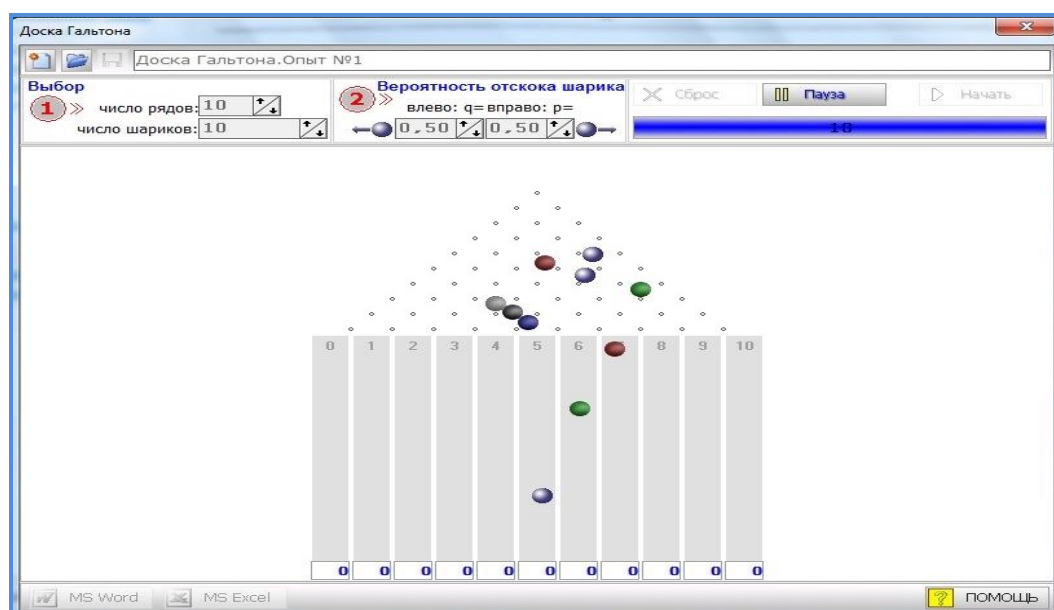 Доска Гальтона
Доска Гальтона.Опыт №1
Выбор
1 число рядов: 10
число шариков: 10
2 Вероятность отскока шарика
влево: q= вправо: p=
0,50 0,50
Сброс Пауза Начать
10
0 1 2 3 4 5 6 8 9 10
0 0 0 0 0 0 0 0 0 0 0
MS Word MS Excel ? ПОМОЩЬ